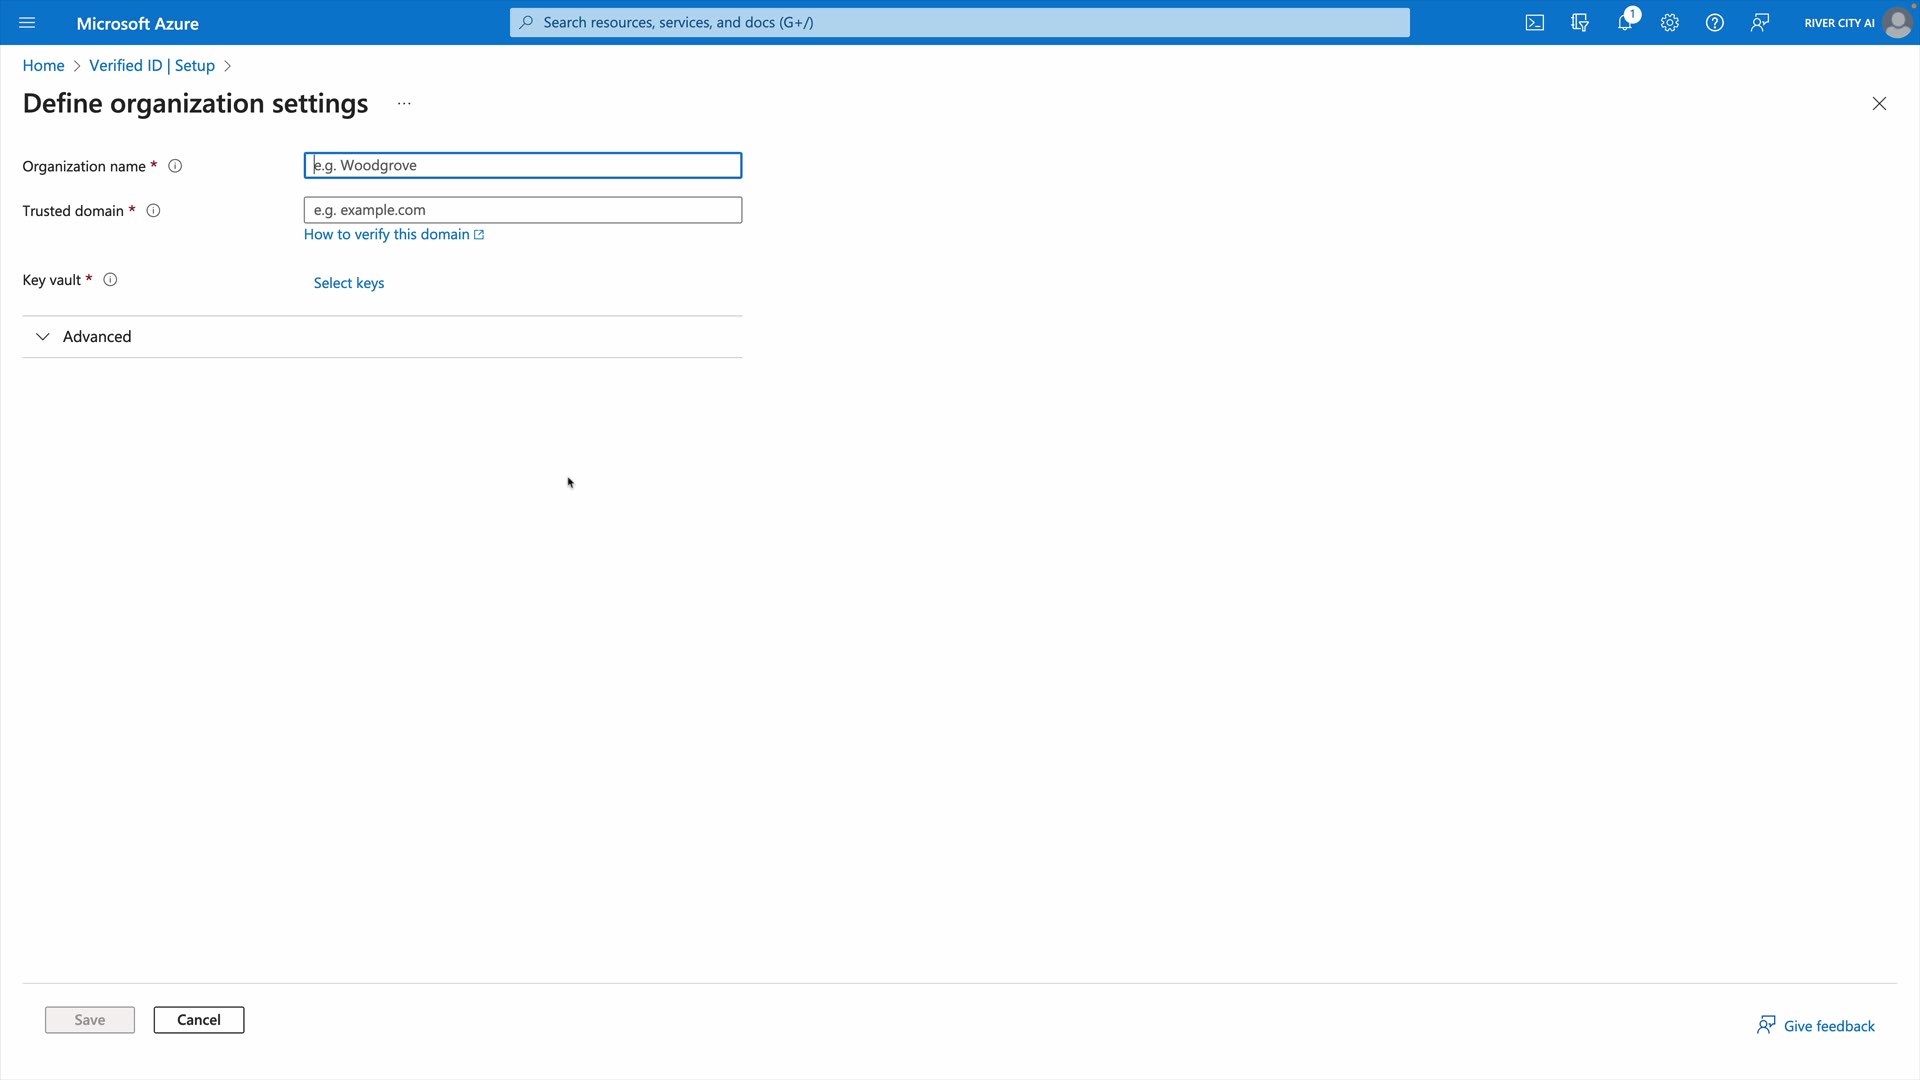 Microsoft Azure
Search resources, services, and docs (G+/)
1
RIVER CITY AI
Home > Verified ID | Setup >
Define organization settings ...
Organization name *
e.g. Woodgrove
Trusted domain *
e.g. example.com
How to verify this domain
Key vault *
Select keys
Advanced
Save
Cancel
Give feedback